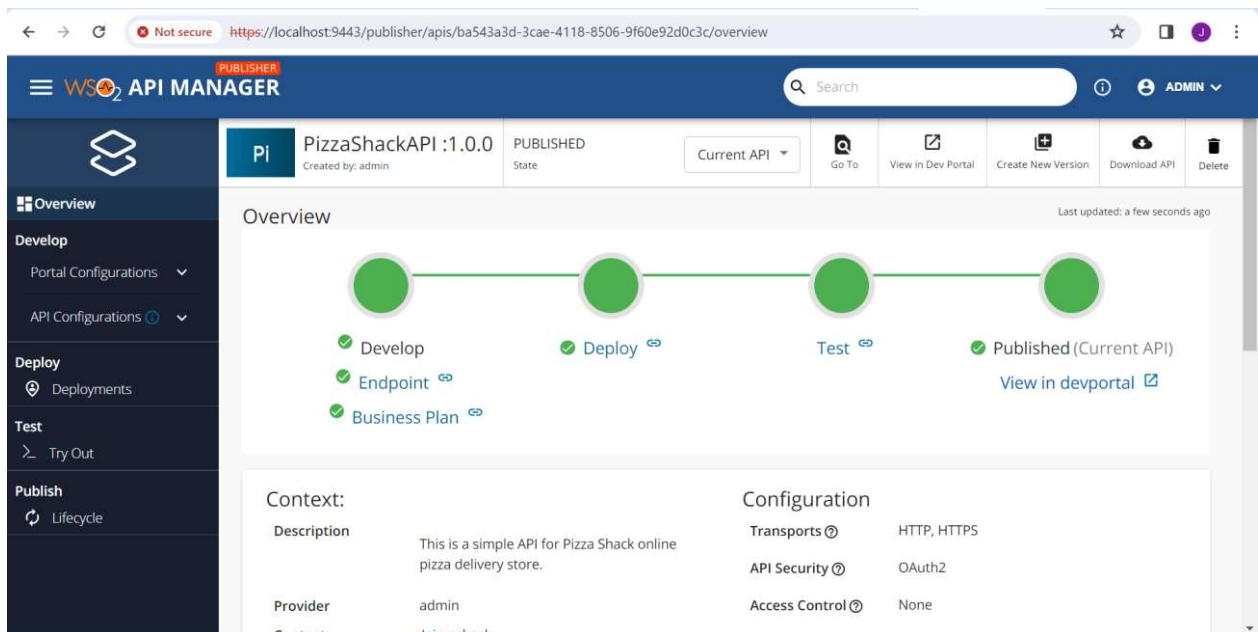 Not secure https://localhost:9443/publisher/apis/ba543a3d-3cae-4118-8506-9f60e92d0c3c/overview
J
PUBLISHER
WSO2 API MANAGER
Search
ADMIN
Pi
PizzaShackAPI :1.0.0
Created by: admin
PUBLISHED
State
Current API
Go To
View in Dev Portal
Create New Version
Download API
Delete
Overview
Develop
Portal Configurations
API Configurations
Deploy
Deployments
Test
Try Out
Publish
Lifecycle
Overview
Last updated: a few seconds ago
Develop
Endpoint
Business Plan
Deploy
Test
Published (Current API)
View in devportal
Context:
Description
This is a simple API for Pizza Shack online
pizza delivery store.
Provider
admin
Configuration
Transports
HTTP, HTTPS
API Security
OAuth2
Access Control
None